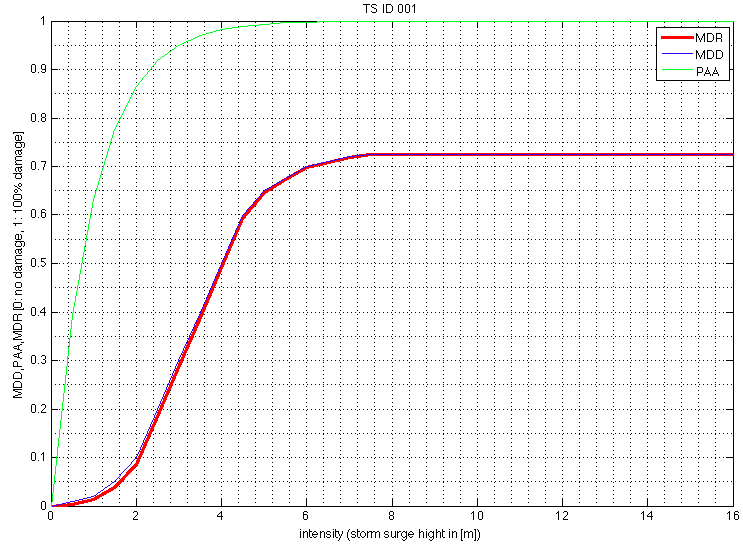 TS ID 001
MDR
MDD
PAA
MDD,PAA,MDR [0: no damage, 1: 100% damage]
1
0.9
0.8
0.7
0.6
0.5
0.4
0.3
0.2
0.1
0
0 2 4 6 8 10 12 14 16
intensity (storm surge hight in [m])